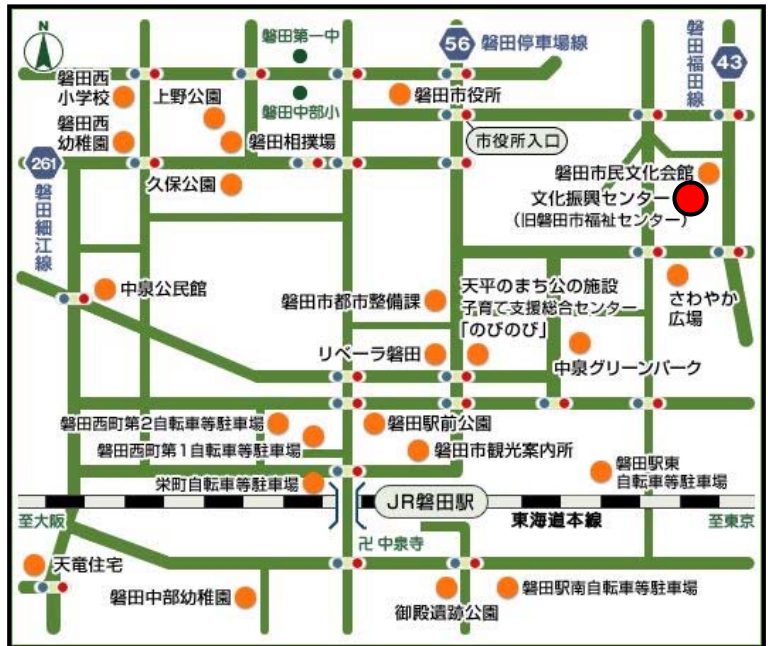 N
磐田第一中
56
磐田停車場線
磐田福田線
43
磐田西
小学校
上野公園
磐田中部小
磐田市役所
磐田西
幼稚園
磐田相撲場
市役所入口
261
磐田細江線
久保公園
磐田市民文化会館
文化振興センター
(旧磐田市福祉センター)
中泉公民館
磐田市都市整備課
天平のまち公の施設
子育て支援総合センター
「のびのび」
さわやか
広場
リベーラ磐田
中泉グリーンパーク
磐田西町第2自転車等駐車場
磐田駅前公園
磐田西町第1自転車等駐車場
磐田市観光案内所
栄町自転車等駐車場
磐田駅東
自転車等駐車場
JR磐田駅
至大阪
東海道本線
至東京
卍 中泉寺
天竜住宅
磐田中部幼稚園
御殿遺跡公園
磐田駅南自転車等駐車場